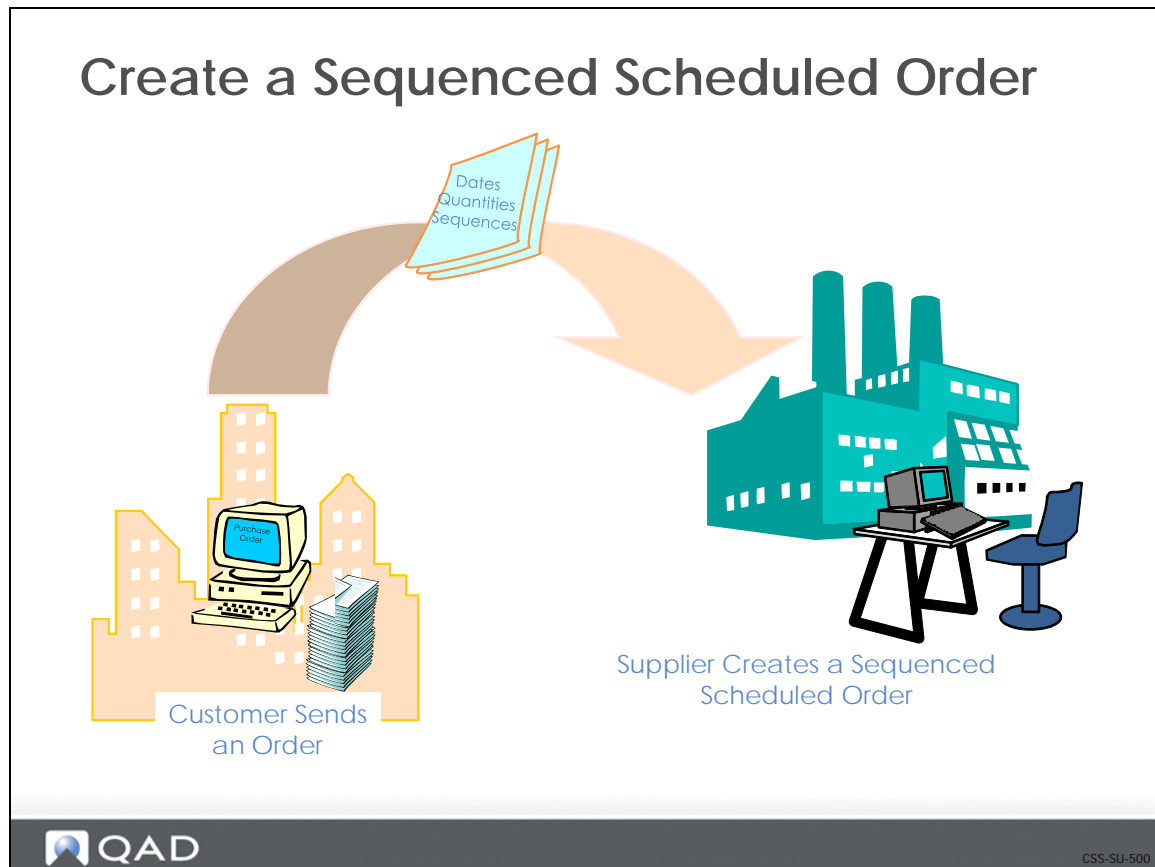 Create a Sequenced Scheduled Order
Dates
Quantities
Sequences
Purchase
Order
Supplier Creates a Sequenced
Scheduled Order
Customer Sends
an Order
QAD
CSS-SU-500